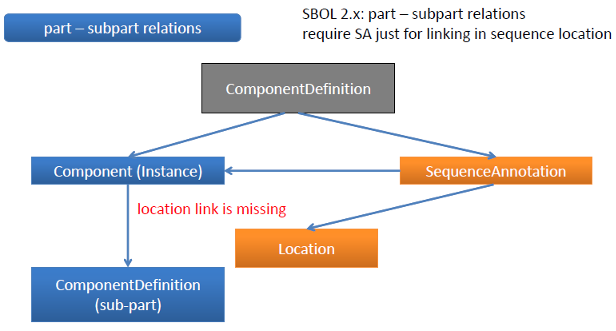 part – subpart relations
SBOL 2.x: part – subpart relations
require SA just for linking in sequence location
ComponentDefinition
Component (Instance)
SequenceAnnotation
location link is missing
Location
ComponentDefinition
(sub-part)